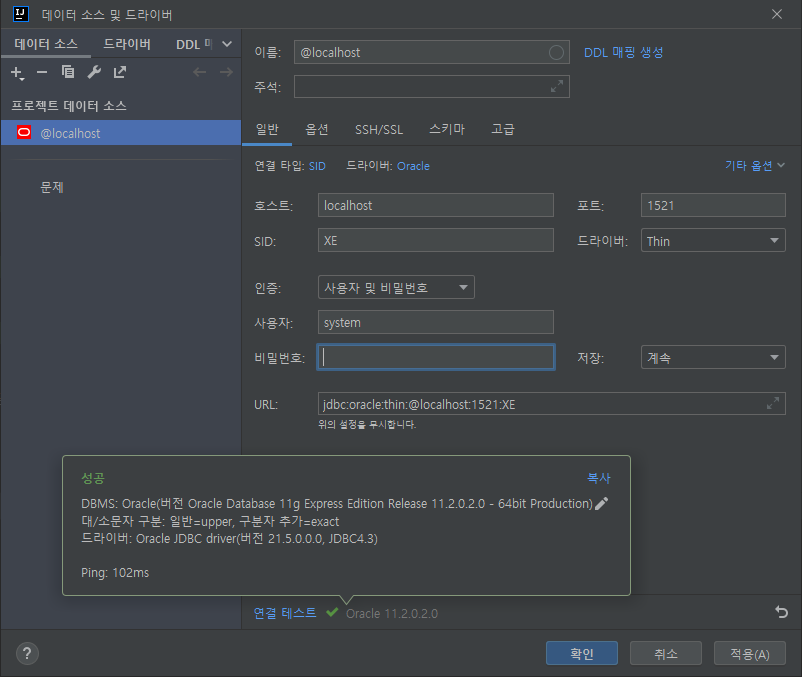 데이터 소스 및 드라이버
데이터 소스 드라이버 DDL
프로젝트 데이터 소스
@localhost
문제
이름: @localhost DDL 매핑 생성
주석:
일반 옵션 SSH/SSL 스키마 고급
연결 타입: SID 드라이버: Oracle 기타 옵션
호스트: localhost 포트: 1521
SID: XE 드라이버: Thin
인증: 사용자 및 비밀번호
사용자: system
비밀번호: 저장: 계속
URL: jdbc:oracle:thin:@localhost:1521:XE
위의 설정을 무시합니다.
성공 복사
DBMS: Oracle(버전 Oracle Database 11g Express Edition Release 11.2.0.2.0 - 64bit Production)
대/소문자 구분: 일반=upper, 구분자 추가=exact
드라이버: Oracle JDBC driver(버전 21.5.0.0.0, JDBC4.3)
Ping: 102ms
연결 테스트 Oracle 11.2.0.2.0
? 확인 취소 적용(A)